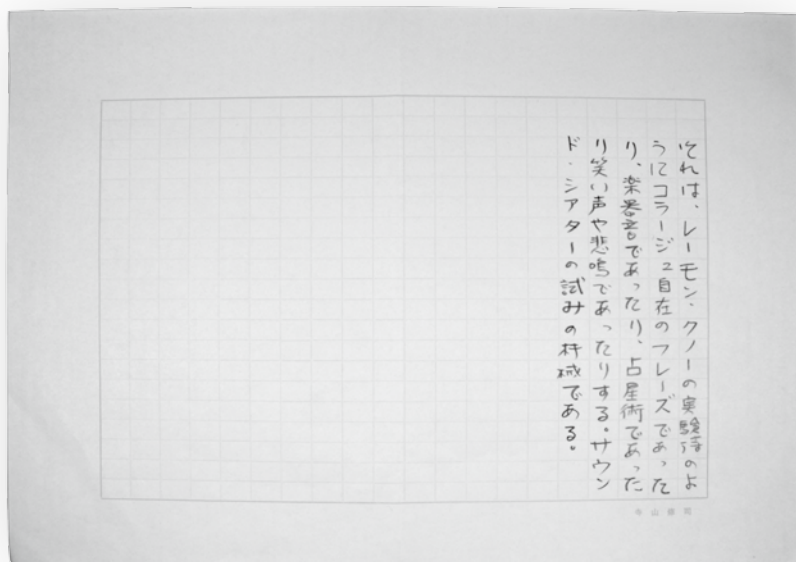 それは、レーモン・クノーの実験詩のよ
うにコラージュ自在のフレーズであった
り、楽器音であったり、占星術であった
り笑い声や悲鳴であったりする。サウン
ド・シアターの試みのである。
寺山修司